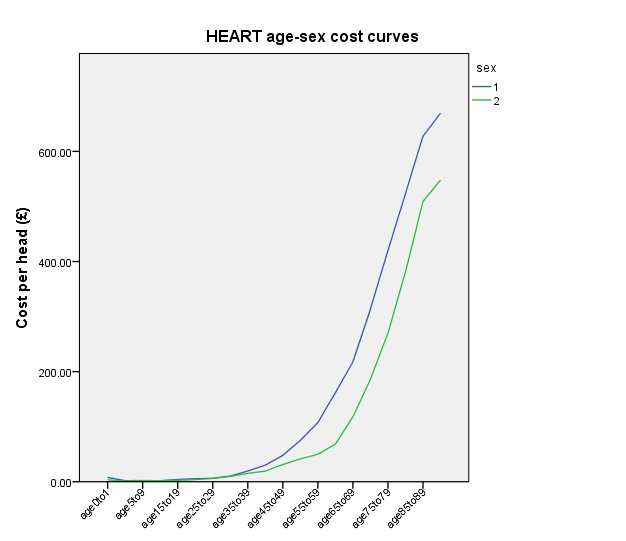 HEART age-sex cost curves
sex
1
2
Cost per head (£)
600.00
400.00
200.00
0.00
age0to1
age5to9
age15to19
age25to29
age35to39
age45to49
age55to59
age65to69
age75to79
age85to89